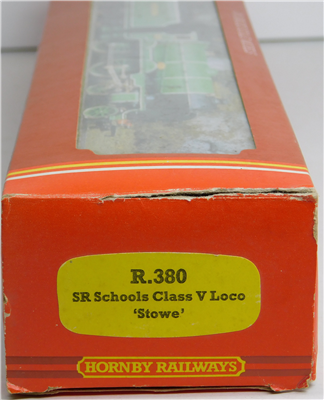 R.380
SR Schools Class V Loco
‘Stowe’
HORNBY RAILWAYS